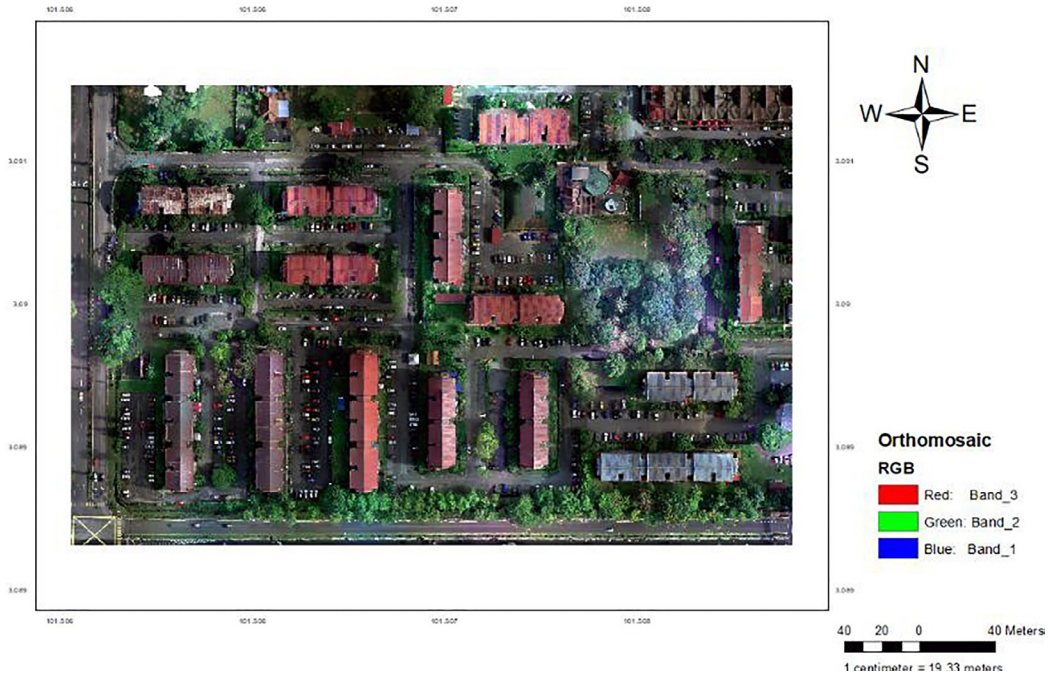 101.506 101.506 101.507 101.508
N
W E
S
3.091 3.091
3.09 3.09
Orthomosaic
RGB
Red: Band_3
Green: Band_2
Blue: Band_1
3.089 3.089
3.089 3.089
101.506 101.506 101.507 101.508
40 20 0 40 Meters
1 centimeter = 19.33 meters